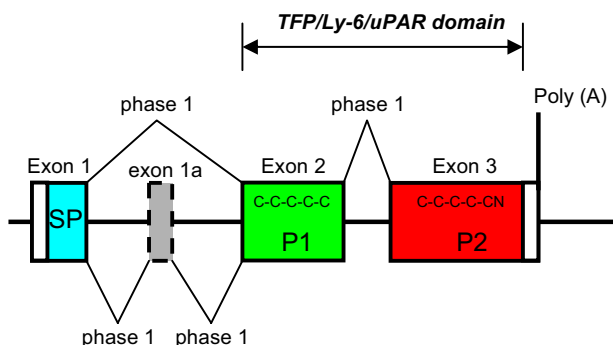 TFP/Ly-6/uPAR domain
phase 1
phase 1
Poly (A)
Exon 1
exon 1a
Exon 2
Exon 3
SP
C-C-C-C-C
C-C-C-C-CN
P1
P2
phase 1
phase 1